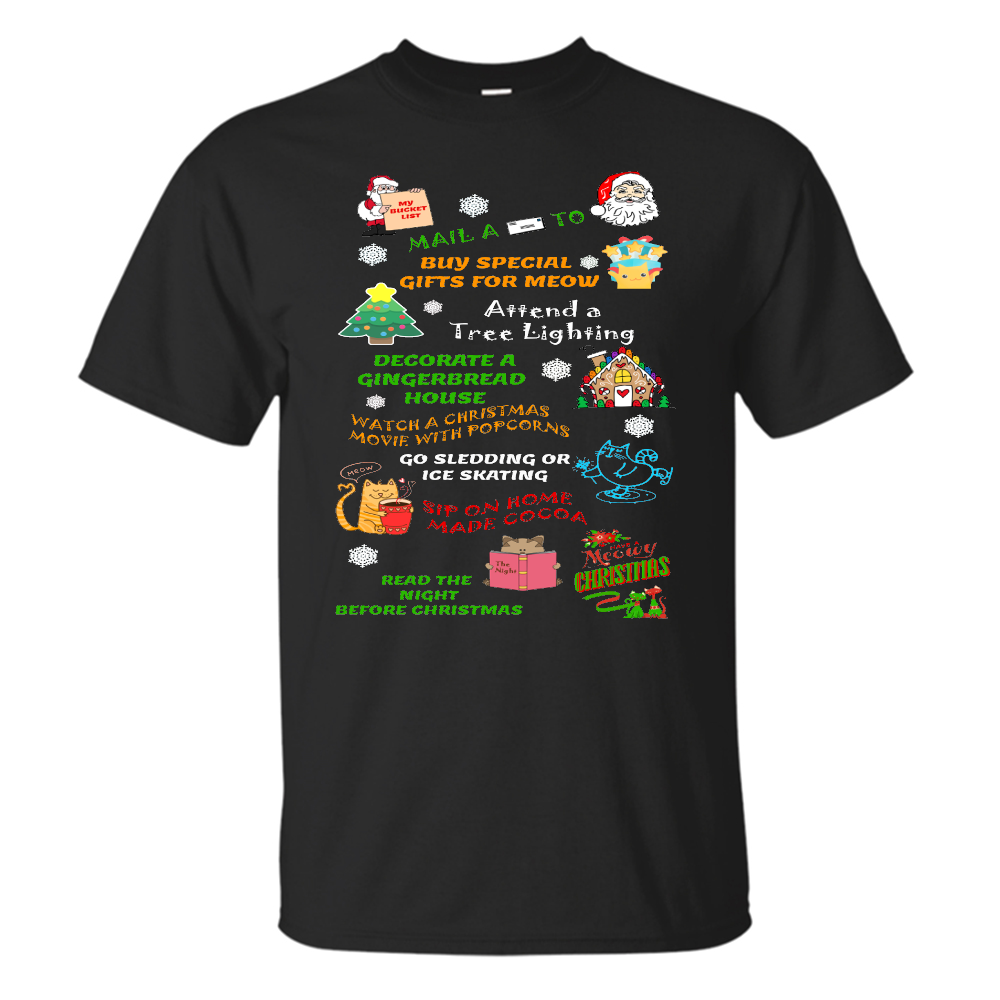 My
BUCKET
LIST
MAIL A TO
BUY SPECIAL
GIFTS FOR MEOW
Attend a
Tree Lighting
DECORATE A
GINGERBREAD
HOUSE
WATCH A CHRISTMAS
MOVIE WITH POPCORNS
GO SLEDDING OR
ICE SKATING
MEOW
SIP ON HOME
MADE COCOA
The
Night
HAVE A
Meowy
CHRISTMAS
READ THE
NIGHT
BEFORE CHRISTMAS